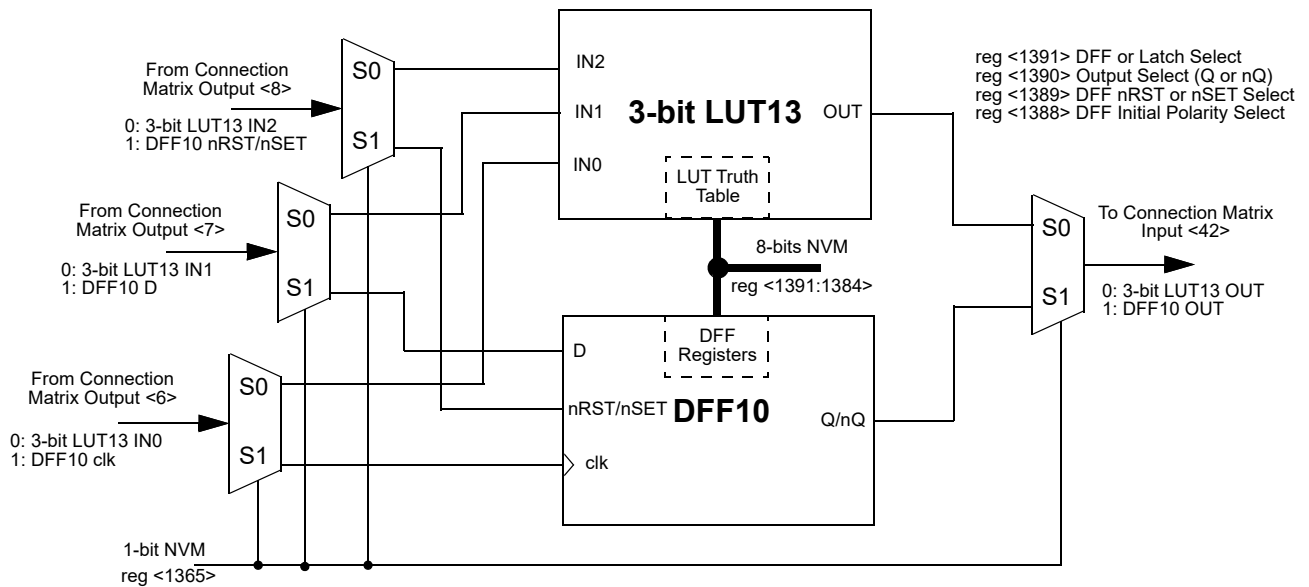 From Connection
Matrix Output <8>
0: 3-bit LUT13 IN2
1: DFF10 nRST/nSET
S0
S1
From Connection
Matrix Output <7>
0: 3-bit LUT13 IN1
1: DFF10 D
S0
S1
From Connection
Matrix Output <6>
0: 3-bit LUT13 IN0
1: DFF10 clk
S0
S1
1-bit NVM
reg <1365>
IN2
IN1
IN0
3-bit LUT13
OUT
LUT Truth
Table
8-bits NVM
reg <1391:1384>
DFF
Registers
D
nRST/nSET
clk
DFF10
Q/nQ
reg <1391> DFF or Latch Select
reg <1390> Output Select (Q or nQ)
reg <1389> DFF nRST or nSET Select
reg <1388> DFF Initial Polarity Select
S0
S1
To Connection Matrix
Input <42>
0: 3-bit LUT13 OUT
1: DFF10 OUT